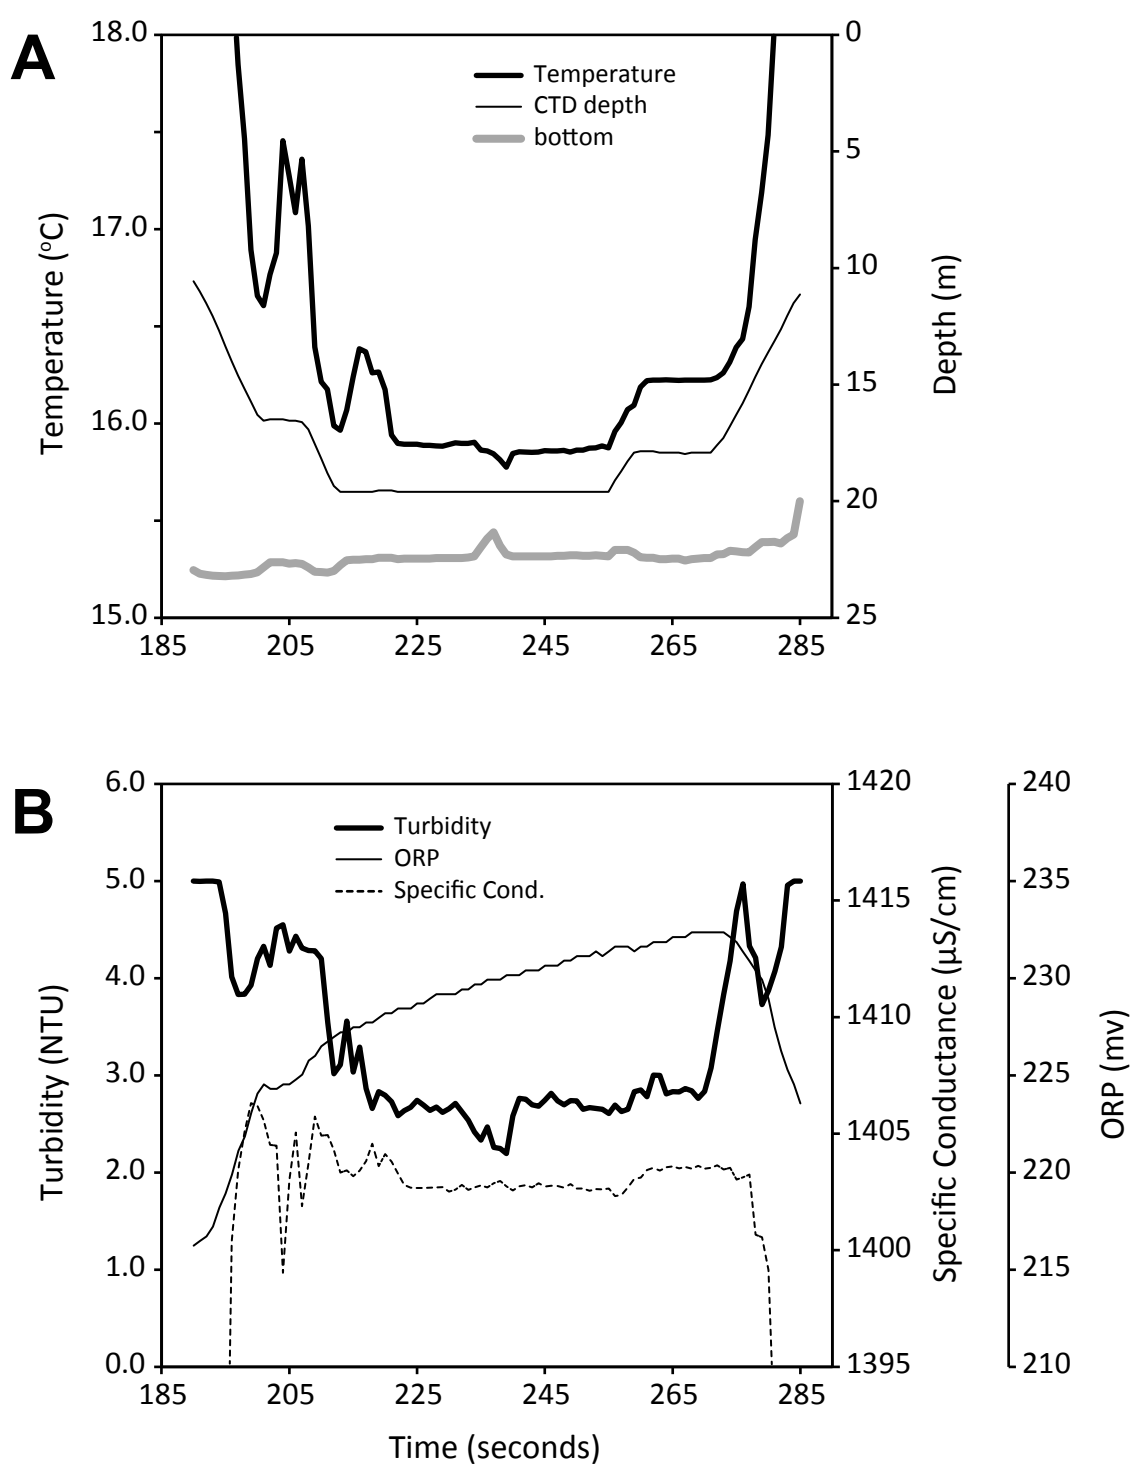 A
18.0
17.0
16.0
15.0
Temperature (oC)
Temperature
CTD depth
bottom
0
5
10
15
20
25
Depth (m)
185 205 225 245 265 285
B
6.0
5.0
4.0
3.0
2.0
1.0
0.0
Turbidity (NTU)
Turbidity
ORP
Specific Cond.
1420
1415
1410
1405
1400
1395
Specific Conductance (µS/cm)
240
235
230
225
220
215
210
ORP (mv)
185 205 225 245 265 285
Time (seconds)